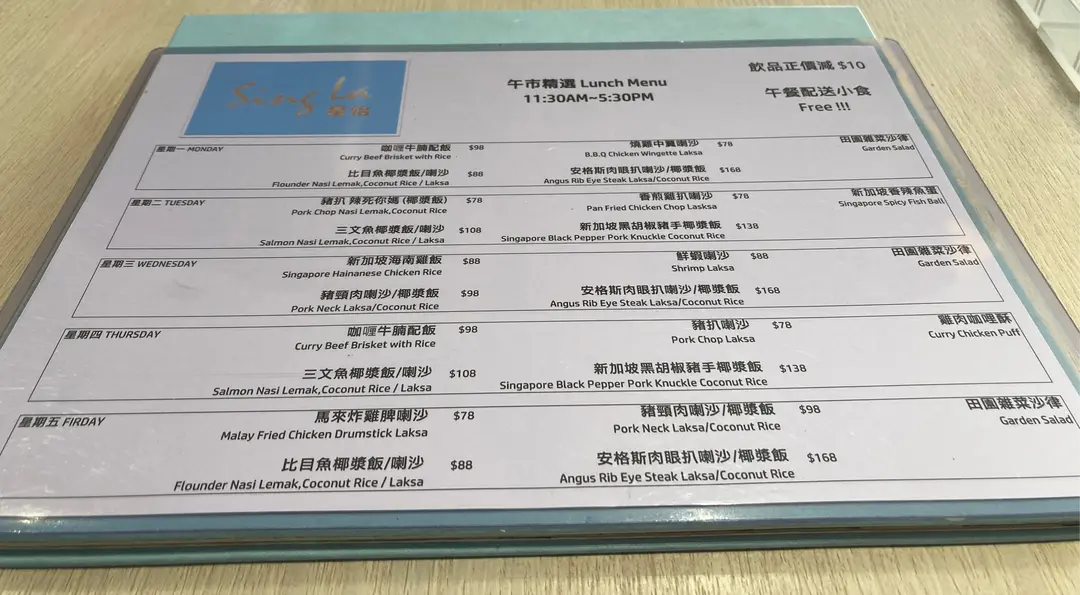 Sing La
星洛
午市精選 Lunch Menu
11:30AM~5:30PM
飲品正價減 $10
午餐配送小食
Free !!!
星期一 MONDAY
咖喱牛腩配飯 $98
Curry Beef Brisket with Rice
燒雞中翼喇沙 $78
B.B.Q Chicken Wingette Laksa
田園雜菜沙律
Garden Salad
比目魚椰漿飯/喇沙 $88
Flounder Nasi Lemak,Coconut Rice / Laksa
安格斯肉眼扒喇沙/椰漿飯 $168
Angus Rib Eye Steak Laksa/Coconut Rice
星期二 TUESDAY
豬扒 辣死你媽 (椰漿飯) $78
Pork Chop Nasi Lemak,Coconut Rice
香煎雞扒喇沙 $78
Pan Fried Chicken Chop Lasksa
新加坡香辣魚蛋
Singapore Spicy Fish Ball
三文魚椰漿飯/喇沙 $108
Salmon Nasi Lemak,Coconut Rice / Laksa
新加坡黑胡椒豬手椰漿飯 $138
Singapore Black Pepper Pork Knuckle Coconut Rice
星期三 WEDNESDAY
新加坡海南雞飯 $88
Singapore Hainanese Chicken Rice
鮮蝦喇沙 $88
Shrimp Laksa
田園雜菜沙律
Garden Salad
豬頸肉喇沙/椰漿飯 $98
Pork Neck Laksa/Coconut Rice
安格斯肉眼扒喇沙/椰漿飯 $168
Angus Rib Eye Steak Laksa/Coconut Rice
星期四 THURSDAY
咖喱牛腩配飯 $98
Curry Beef Brisket with Rice
豬扒喇沙 $78
Pork Chop Laksa
雞肉咖哩酥
Curry Chicken Puff
三文魚椰漿飯/喇沙 $108
Salmon Nasi Lemak,Coconut Rice / Laksa
新加坡黑胡椒豬手椰漿飯 $138
Singapore Black Pepper Pork Knuckle Coconut Rice
星期五 FIRDAY
馬來炸雞脾喇沙 $78
Malay Fried Chicken Drumstick Laksa
豬頸肉喇沙/椰漿飯 $98
Pork Neck Laksa/Coconut Rice
田園雜菜沙律
Garden Salad
比目魚椰漿飯/喇沙 $88
Flounder Nasi Lemak,Coconut Rice / Laksa
安格斯肉眼扒喇沙/椰漿飯 $168
Angus Rib Eye Steak Laksa/Coconut Rice